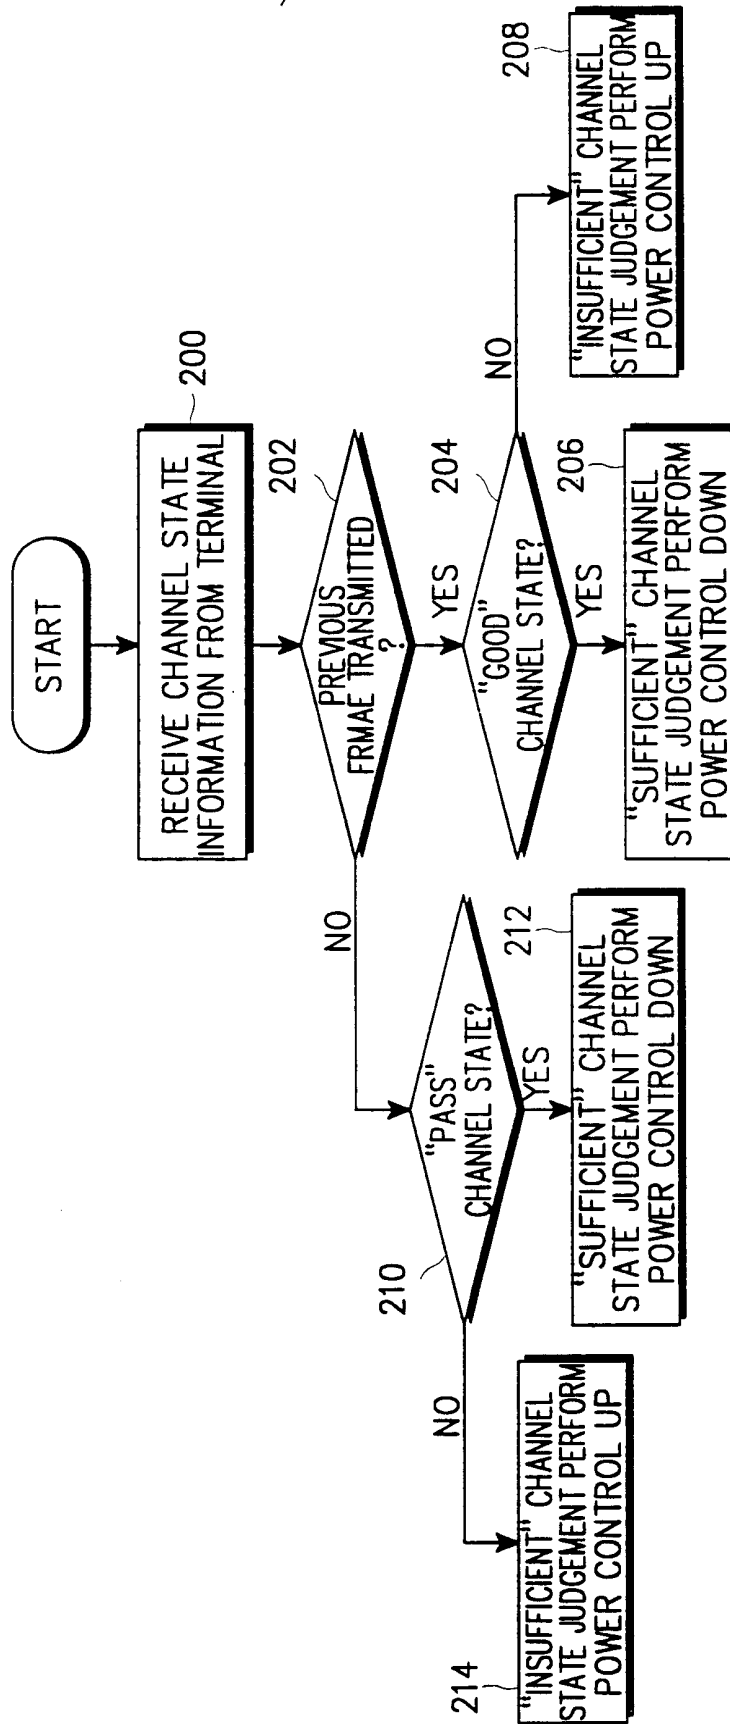 START
RECEIVE CHANNEL STATE
INFORMATION FROM TERMINAL
200
PREVIOUS
FRMAE TRANSMITTED
?
202
NO
YES
"PASS"
CHANNEL STATE?
210
"GOOD"
CHANNEL STATE?
204
NO
YES
YES
NO
"INSUFFICIENT" CHANNEL
STATE JUDGEMENT PERFORM
POWER CONTROL UP
214
"SUFFICIENT" CHANNEL
STATE JUDGEMENT PERFORM
POWER CONTROL DOWN
212
"SUFFICIENT" CHANNEL
STATE JUDGEMENT PERFORM
POWER CONTROL DOWN
206
"INSUFFICIENT" CHANNEL
STATE JUDGEMENT PERFORM
POWER CONTROL UP
208